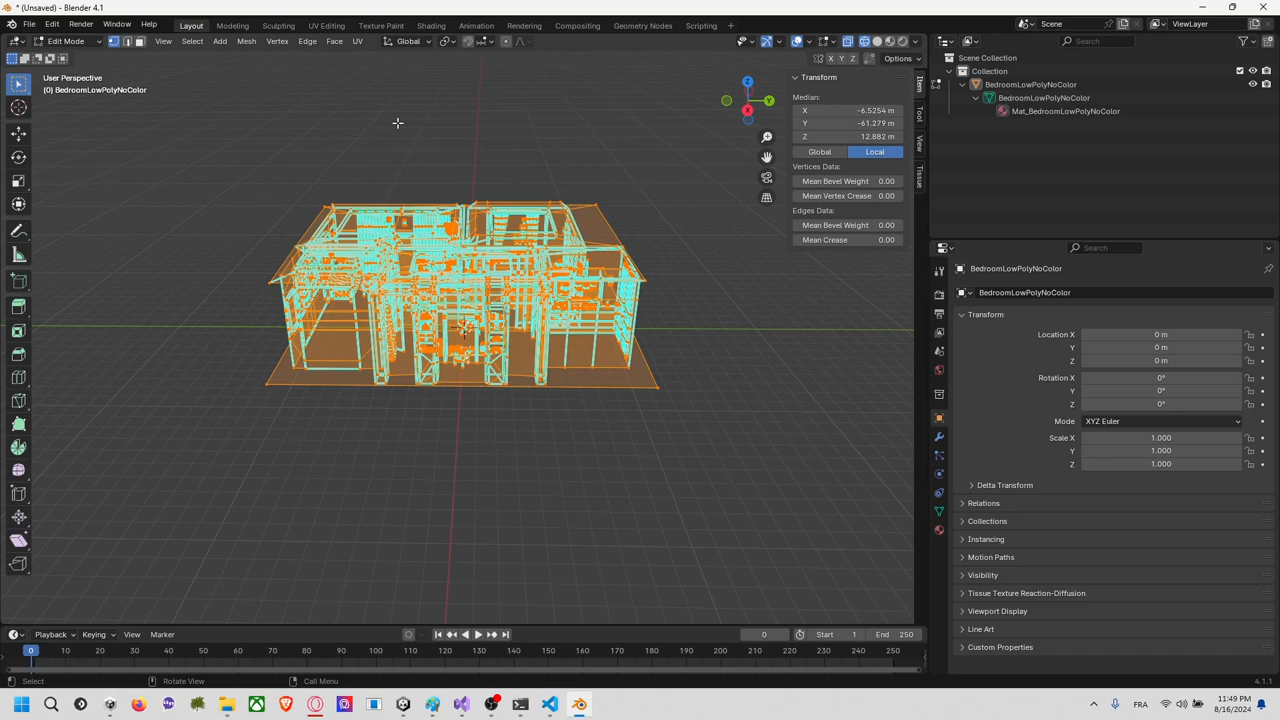 * (Unsaved) - Blender
File Edit Render Window Help Layout Modeling Sculpting UV Editing Texture Paint Shading Animation Rendering Compositing Geometry Nodes Scripting + Scene ViewLayer
Edit Mode View Select Add Mesh Vertex Edge Face UV Global Search
X Y Z Options
User Perspective
(0) BedroomLowPolyNoColor
Z
Y
X
Transform
Median:
X -6.5254 m
Y -61.279 m
Z 12.882 m
Global Local
Vertices Data:
Mean Bevel Weight 0.00
Mean Vertex Crease 0.00
Edges Data:
Mean Bevel Weight 0.00
Mean Crease 0.00
Item
Tool
View
Tissue
Scene Collection
Collection
BedroomLowPolyNoColor
BedroomLowPolyNoColor
Mat_BedroomLowPolyNoColor
Search
BedroomLowPolyNoColor
BedroomLowPolyNoColor
Transform
Location X 0 m
Y 0 m
Z 0 m
Rotation X 0°
Y 0°
Z 0°
Mode XYZ Euler
Scale X 1.000
Y 1.000
Z 1.000
Delta Transform
Relations
Collections
Instancing
Motion Paths
Visibility
Tissue Texture Reaction-Diffusion
Viewport Display
Line Art
Custom Properties
Playback Keying View Marker 0 Start 1 End 250
0 10 20 30 40 50 60 70 80 90 100 110 120 130 140 150 160 170 180 190 200 210 220 230 240 250
Select Rotate View Call Menu 4.1.1
FRA 11:49 PM
8/16/2024